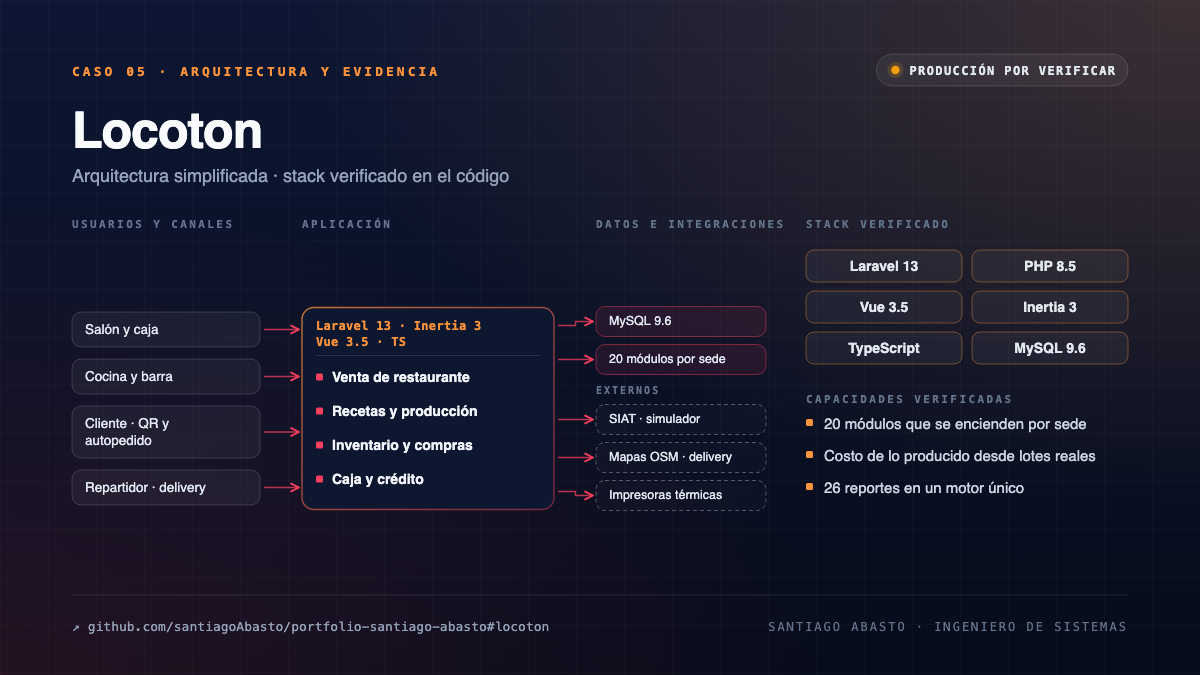 CASO 05 · ARQUITECTURA Y EVIDENCIA
PRODUCCIÓN POR VERIFICAR
Locoton
Arquitectura simplificada · stack verificado en el código
USUARIOS Y CANALES
Salón y caja
Cocina y barra
Cliente · QR y
autopedido
Repartidor · delivery
APLICACIÓN
Laravel 13 · Inertia 3
Vue 3.5 · TS
Venta de restaurante
Recetas y producción
Inventario y compras
Caja y crédito
DATOS E INTEGRACIONES
MySQL 9.6
20 módulos por sede
EXTERNOS
SIAT · simulador
Mapas OSM · delivery
Impresoras térmicas
STACK VERIFICADO
Laravel 13
PHP 8.5
Vue 3.5
Inertia 3
TypeScript
MySQL 9.6
CAPACIDADES VERIFICADAS
20 módulos que se encienden por sede
Costo de lo producido desde lotes reales
26 reportes en un motor único
↗ github.com/santiagoAbasto/portfolio-santiago-abasto#locoton
SANTIAGO ABASTO · INGENIERO DE SISTEMAS